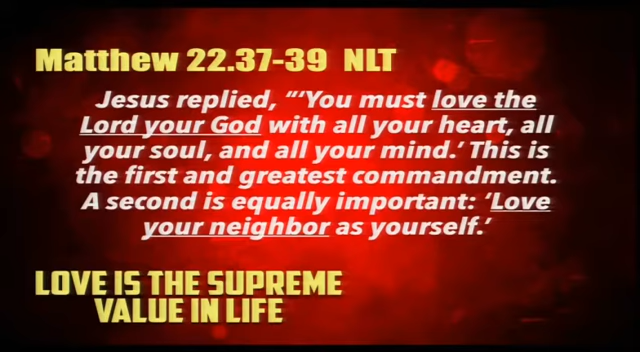 Matthew 22.37-39 NLT
Jesus replied, “‘You must love the
Lord your God with all your heart, all
your soul, and all your mind.’ This is
the first and greatest commandment.
A second is equally important: ‘Love
your neighbor as yourself.’
LOVE IS THE SUPREME
VALUE IN LIFE